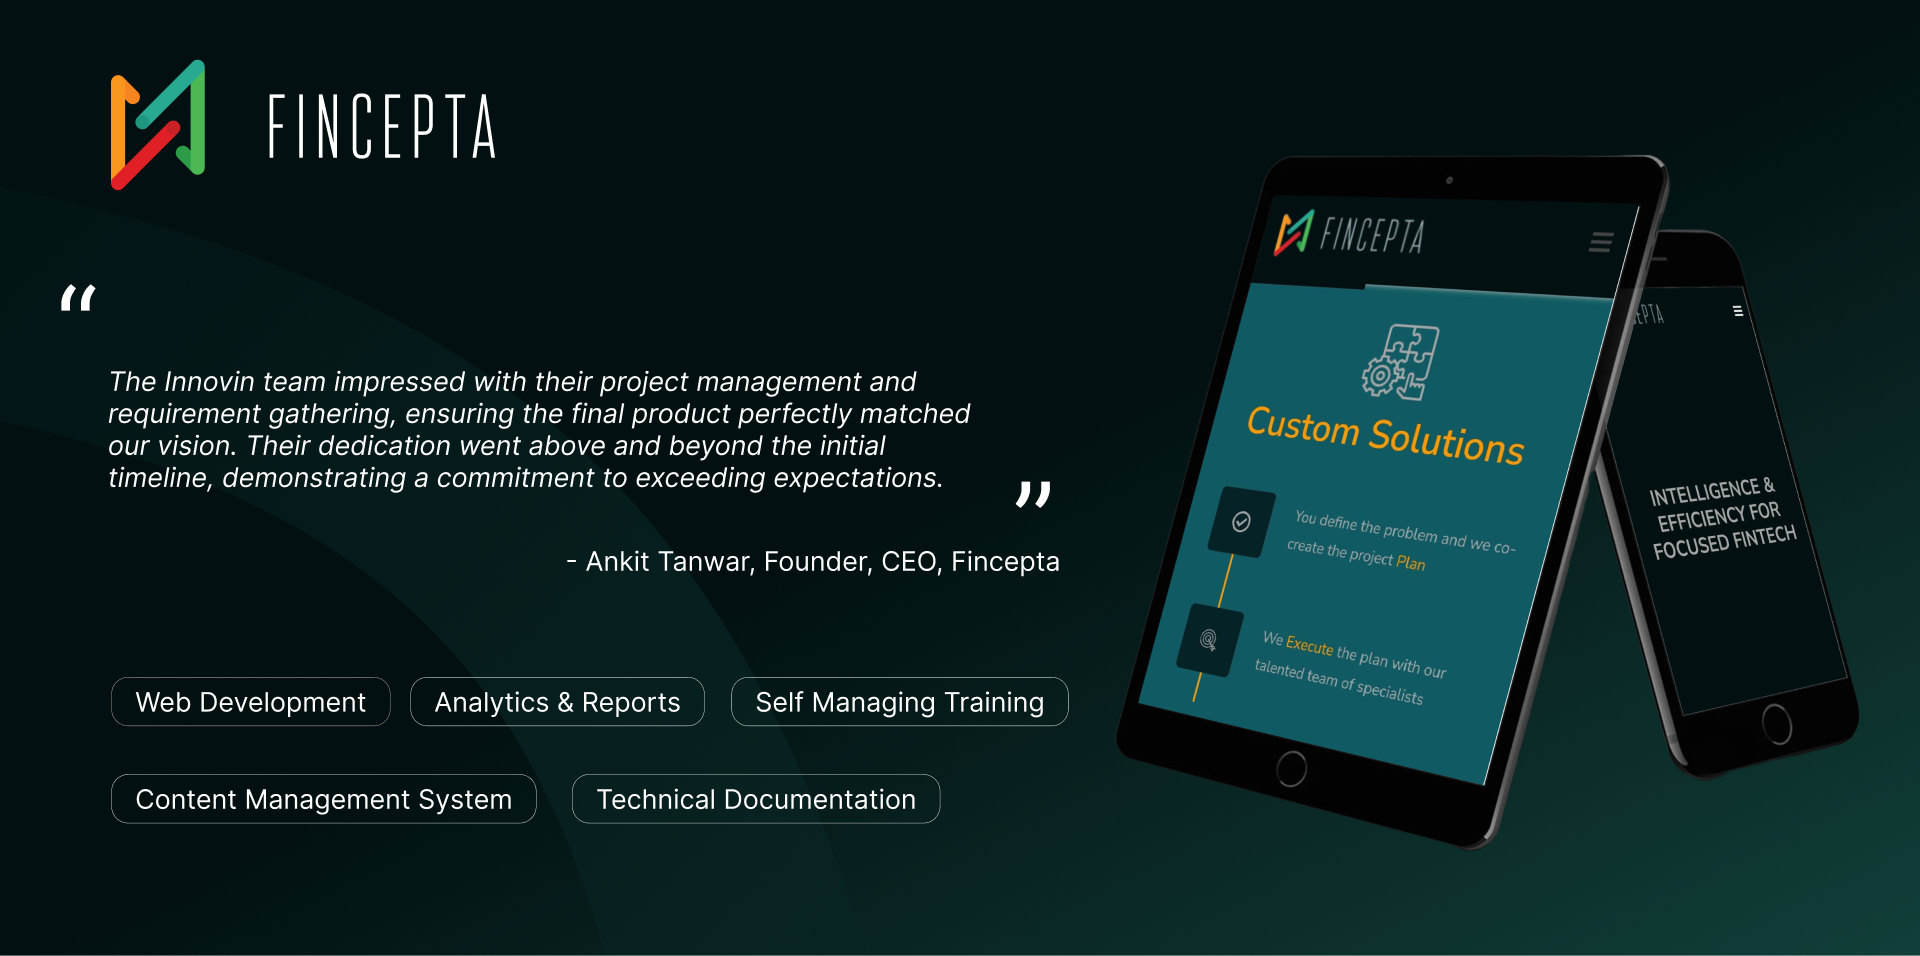 FINCEPTA
“
The Innovin team impressed with their project management and
requirement gathering, ensuring the final product perfectly matched
our vision. Their dedication went above and beyond the initial
timeline, demonstrating a commitment to exceeding expectations.
”
- Ankit Tanwar, Founder, CEO, Fincepta
Web Development
Analytics & Reports
Self Managing Training
Content Management System
Technical Documentation
FINCEPTA
Custom Solutions
You define the problem and we co-
create the project Plan
We Execute the plan with our
talented team of specialists
EPTA
INTELLIGENCE &
EFFICIENCY FOR
FOCUSED FINTECH